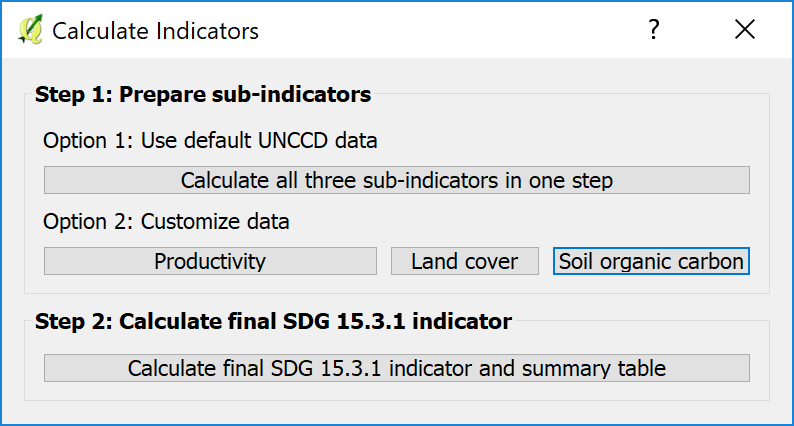 Calculate Indicators
?
Step 1: Prepare sub-indicators
Option 1: Use default UNCCD data
Calculate all three sub-indicators in one step
Option 2: Customize data
Productivity Land cover Soil organic carbon
Step 2: Calculate final SDG 15.3.1 indicator
Calculate final SDG 15.3.1 indicator and summary table